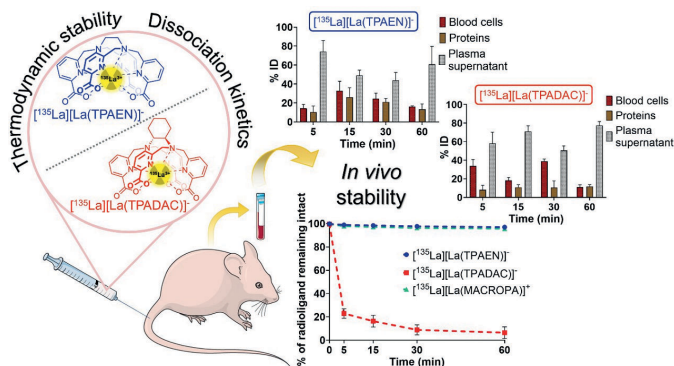 Thermodynamic stability
Dissociation kinetics
N
N
N
N
O
O
O
O
¹³⁵La³⁺
[¹³⁵La][La(TPAEN)]⁻
N
N
N
N
O
O
O
O
¹³⁵La³⁺
[¹³⁵La][La(TPADAC)]⁻
[¹³⁵La][La(TPAEN)]⁻
Blood cells
Proteins
Plasma
supernatant
% ID
100
80
60
40
20
0
5 15 30 60
Time (min)
[¹³⁵La][La(TPADAC)]⁻
Blood cells
Proteins
Plasma
supernatant
% ID
100
80
60
40
20
0
5 15 30 60
Time (min)
In vivo
stability
% of radioligand remaining intact
100
80
60
40
20
0
0 5 15 30 60
Time (min)
[¹³⁵La][La(TPAEN)]⁻
[¹³⁵La][La(TPADAC)]⁻
[¹³⁵La][La(MACROPA)]⁺